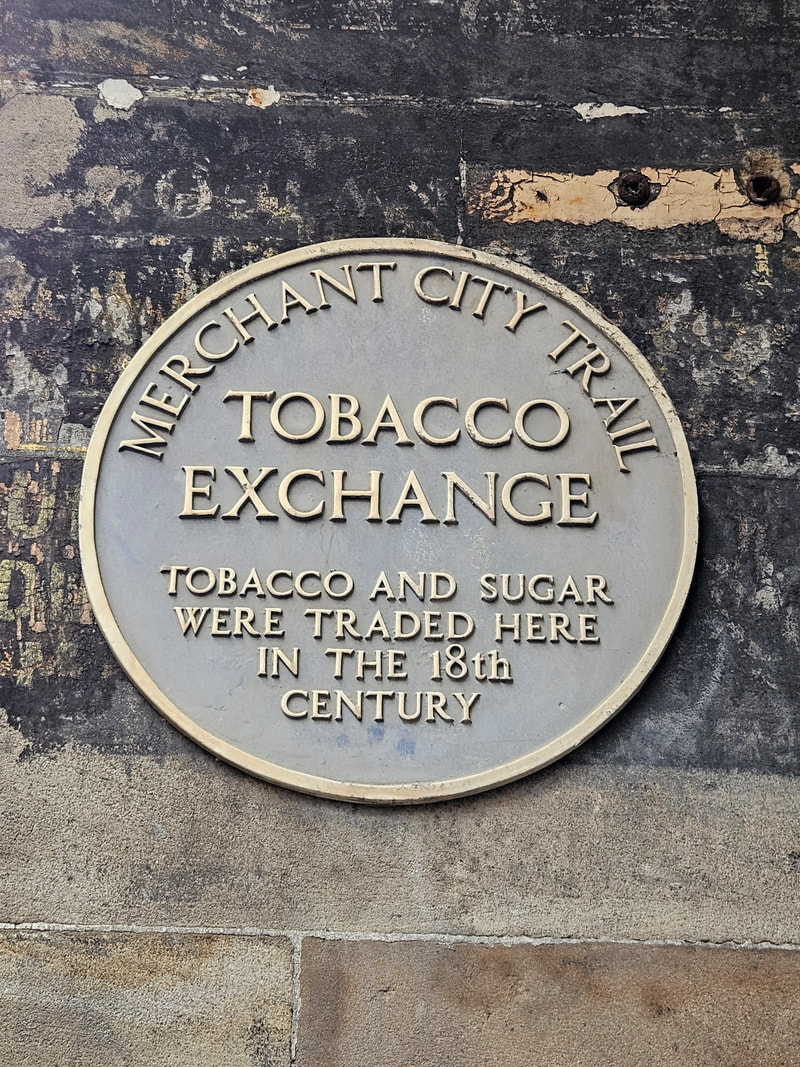 MERCHANT CITY TRAIL
TOBACCO
EXCHANGE
TOBACCO AND SUGAR
WERE TRADED HERE
IN THE 18th
CENTURY